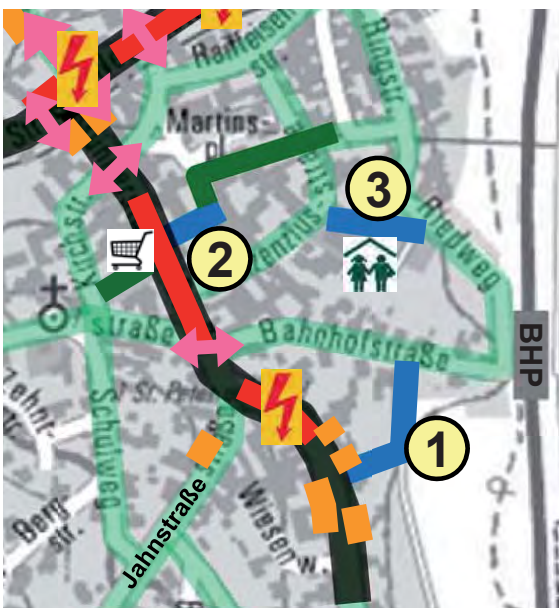 Raiffeisen
str.
Ringstr.
Martins-
pl.
3
2
Riedweg
Kirchstr.
straße
Bahnhofstraße
BHP
St. Pete
1
Schulweg
Jahnstraße
Wiesen
w.
Berg
str.